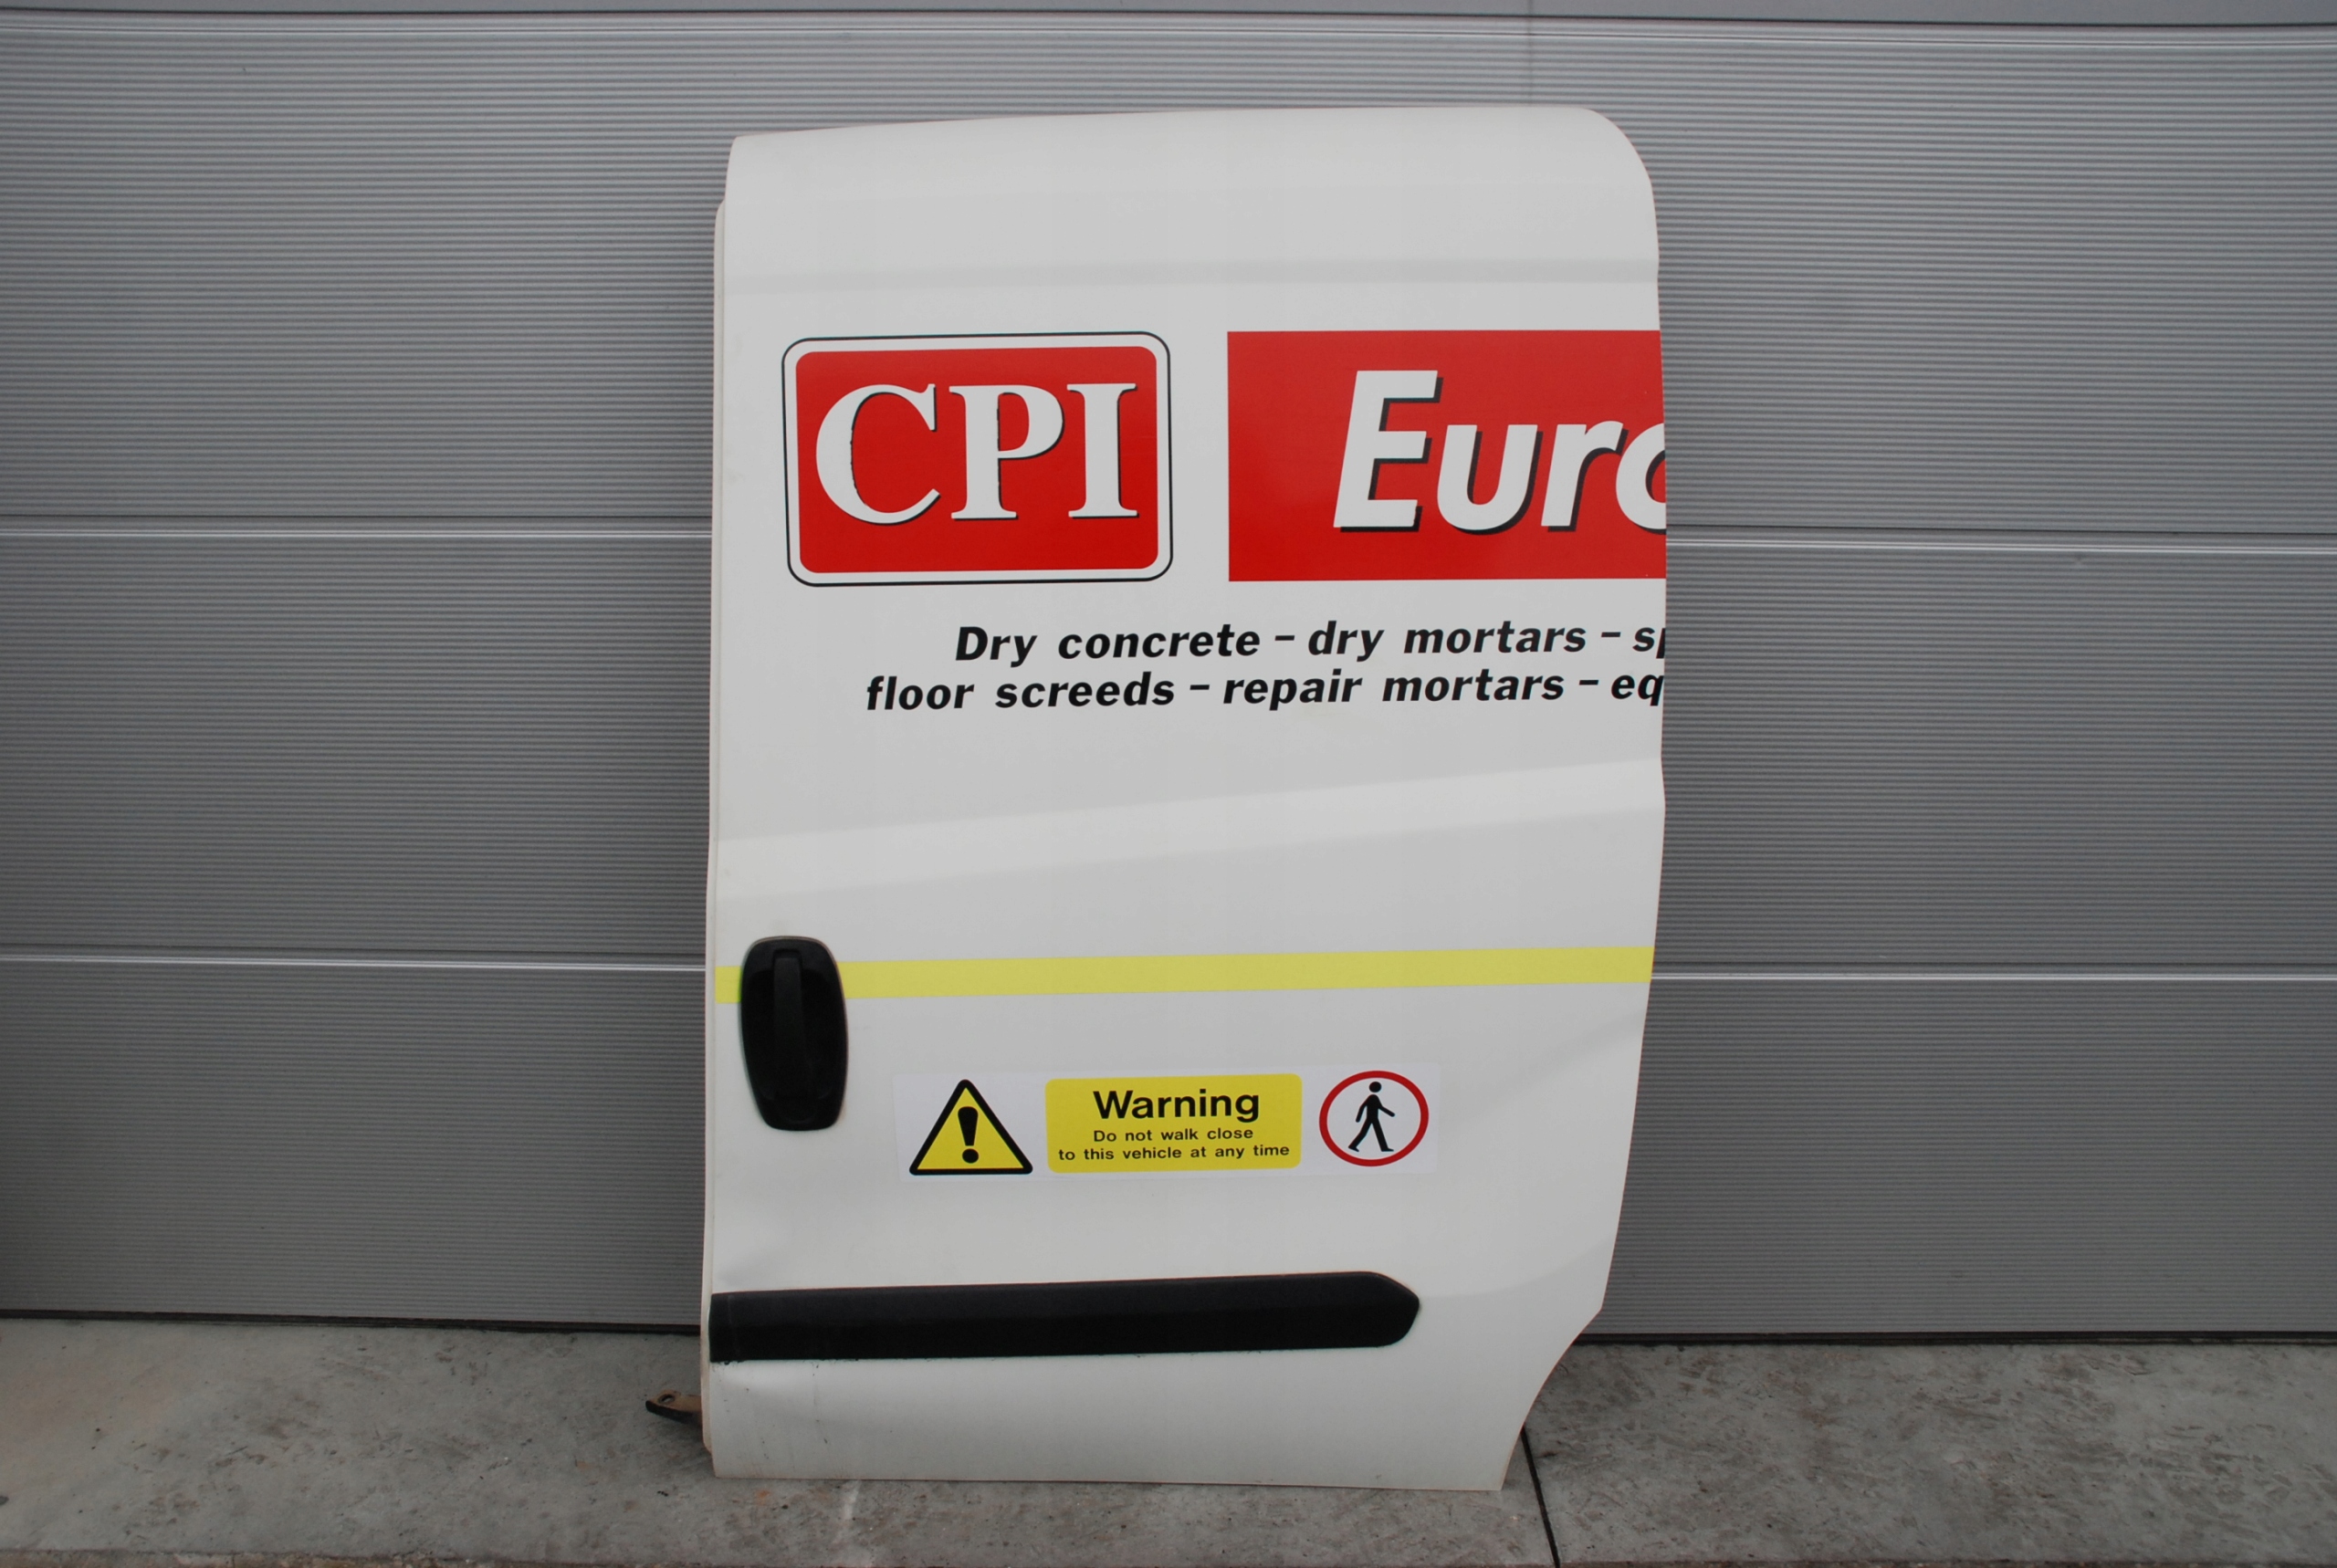 CPI
Euro
Dry concrete – dry mortars –
floor screeds – repair mortars –
Warning
Do not walk close
to this vehicle at any time